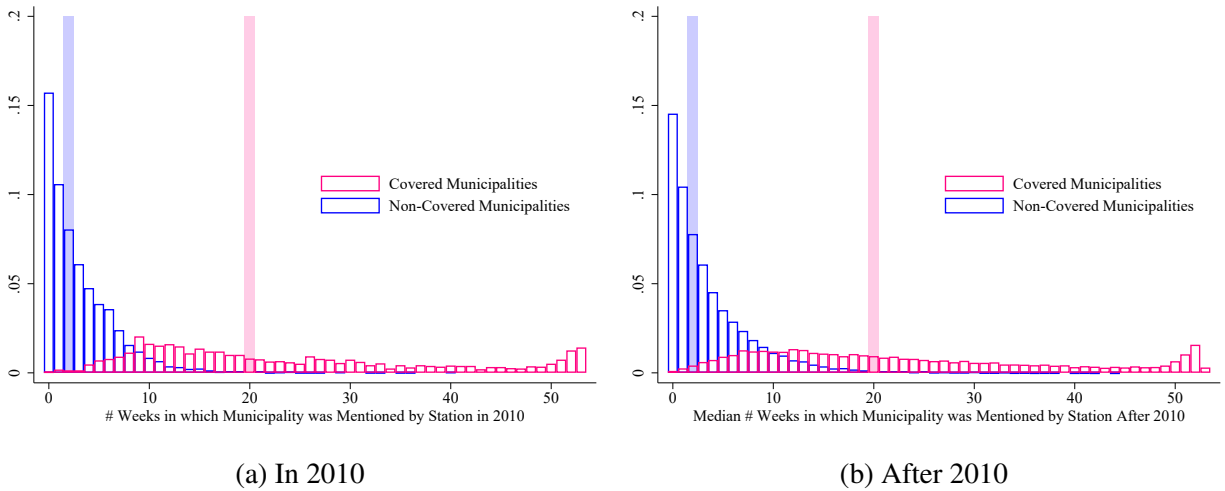 .2
.15
.1
.05
0
Covered Municipalities
Non-Covered Municipalities
0 10 20 30 40 50
# Weeks in which Municipality was Mentioned by Station in 2010
(a) In 2010
.2
.15
.1
.05
0
Covered Municipalities
Non-Covered Municipalities
0 10 20 30 40 50
Median # Weeks in which Municipality was Mentioned by Station After 2010
(b) After 2010